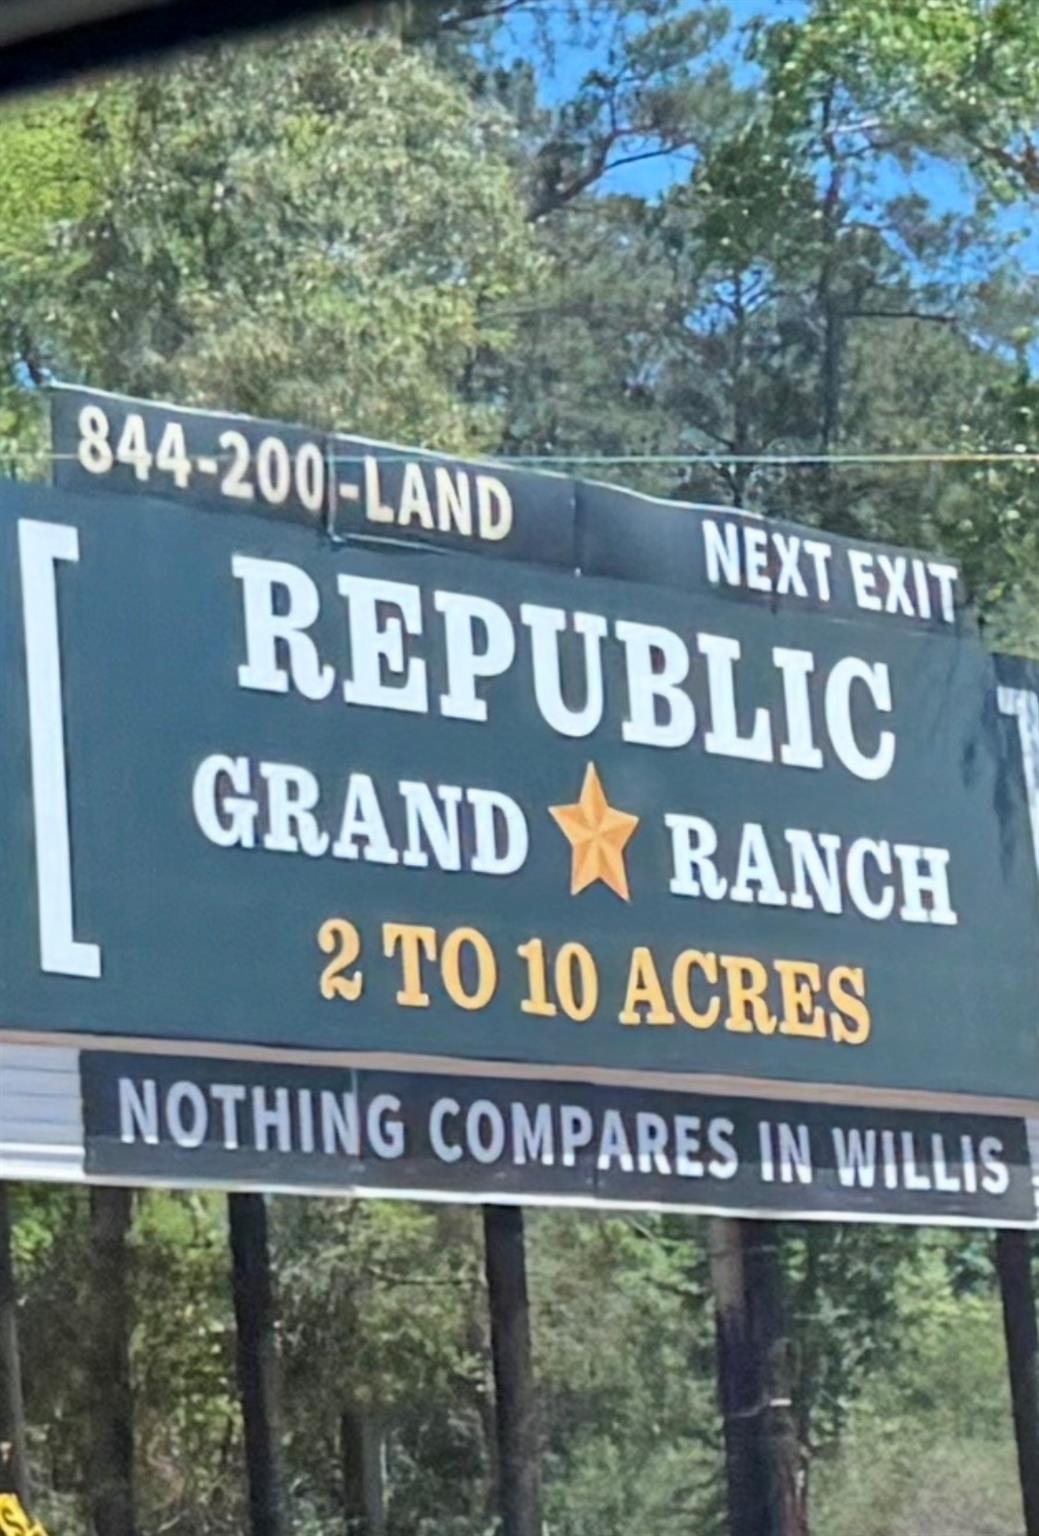 844-200-LAND
NEXT EXIT
REPUBLIC
GRAND RANCH
2 TO 10 ACRES
NOTHING COMPARES IN WILLIS